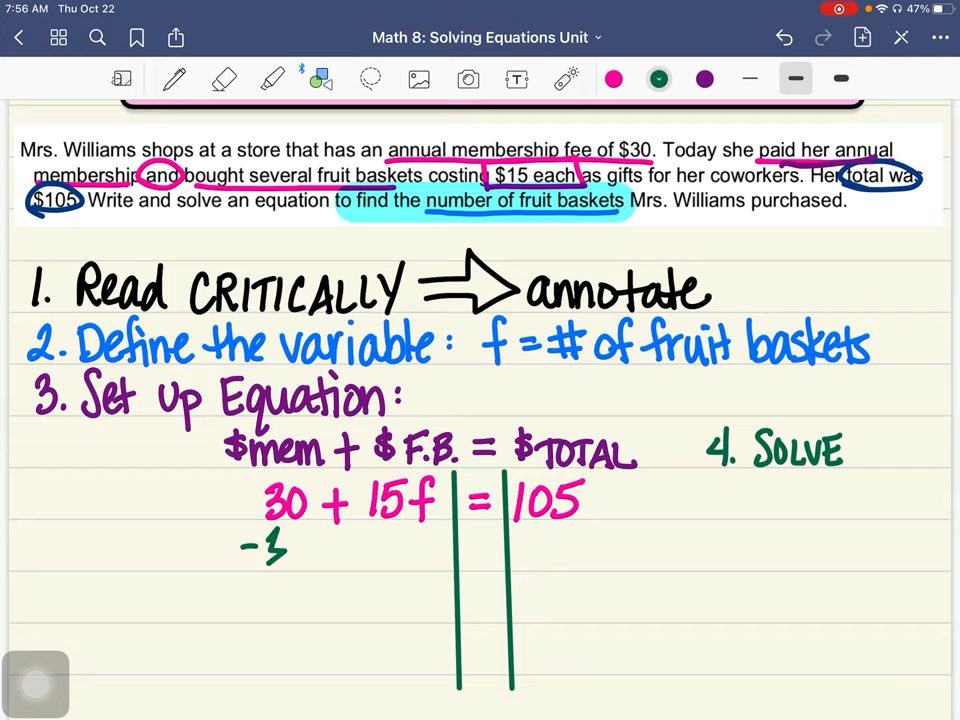 7:56 AM Thu Oct 22 47%
Math 8: Solving Equations Unit
Mrs. Williams shops at a store that has an annual membership fee of $30. Today she paid her annual
membership and bought several fruit baskets costing $15 each as gifts for her coworkers. Her total was
$105. Write and solve an equation to find the number of fruit baskets Mrs. Williams purchased.
1. Read CRITICALLY ⇒ annotate
2. Define the variable: f = # of fruit baskets
3. Set up Equation:
$mem + $ F.B. = $TOTAL 4. SOLVE
30 + 15f = 105
-3